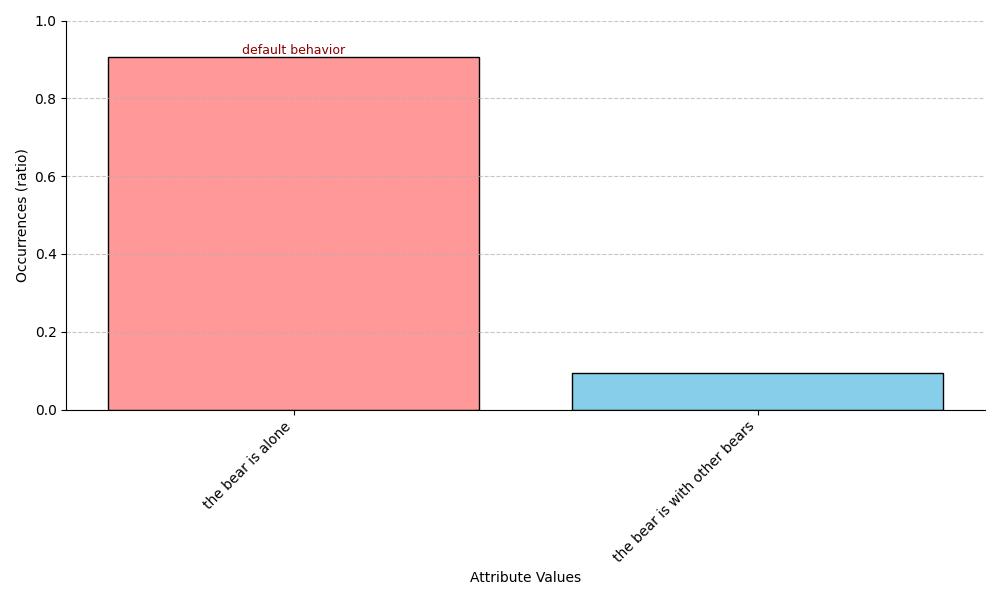 default behavior
1.0
0.8
0.6
0.4
0.2
0.0
Occurrences (ratio)
the bear is alone
the bear is with other bears
Attribute Values